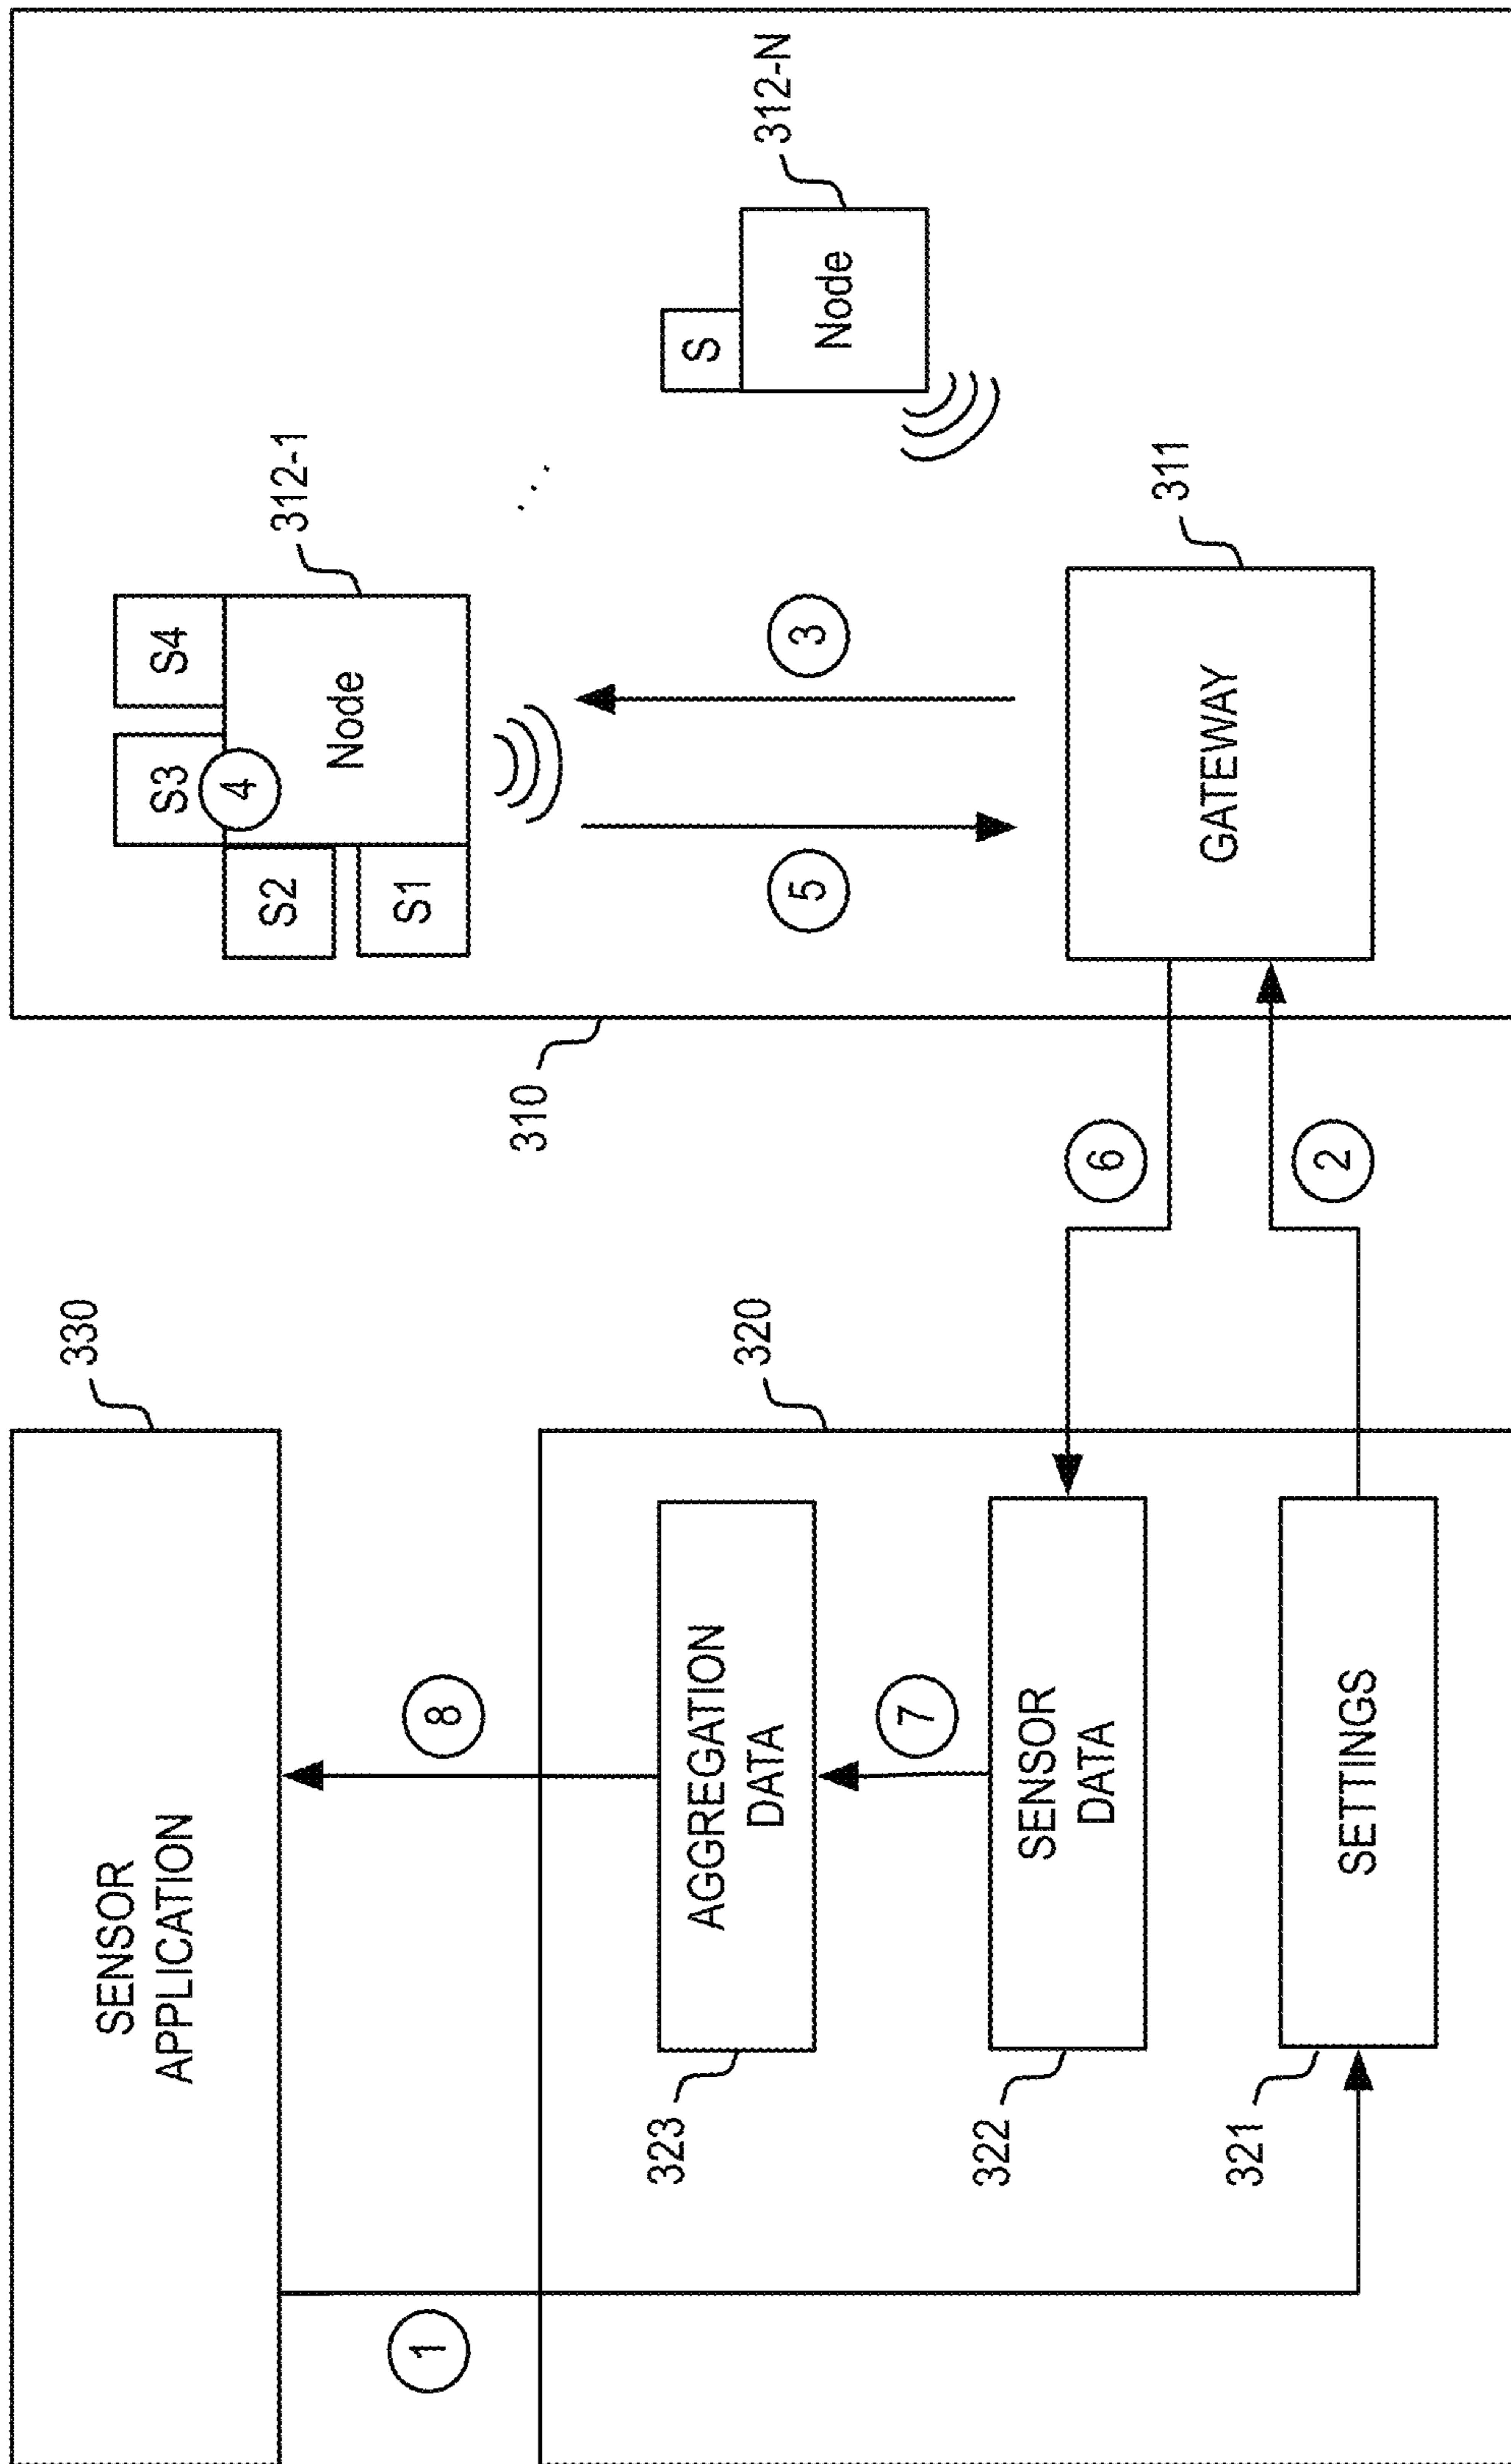 SENSOR
APPLICATION
330
1
8
320
AGGREGATION
DATA
323
7
SENSOR
DATA
322
SETTINGS
321
6
2
310
S1
S2
S3
S4
4
Node
312-1
5
3
GATEWAY
311
S
Node
312-N